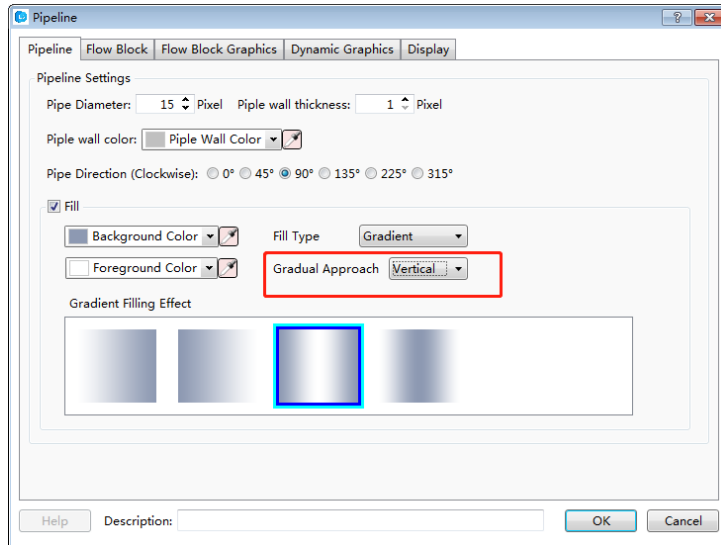 Pipeline
Pipeline Flow Block Flow Block Graphics Dynamic Graphics Display
Pipeline Settings
Pipe Diameter: 15 Pixel Piple wall thickness: 1 Pixel
Piple wall color: Piple Wall Color
Pipe Direction (Clockwise): 0° 45° 90° 135° 225° 315°
Fill
Background Color Fill Type Gradient
Foreground Color Gradual Approach Vertical
Gradient Filling Effect
Help Description: OK Cancel